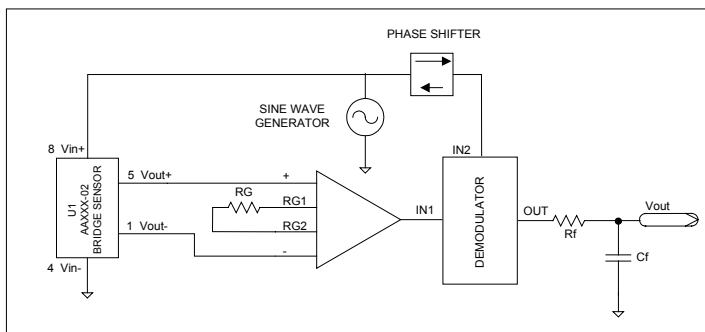 PHASE SHIFTER
SINE WAVE
GENERATOR
IN2
8 Vin+
U1
AAXXX-02
BRIDGE SENSOR
5 Vout+
1 Vout-
4 Vin-
RG
+
RG1
RG2
-
IN1
DEMODULATOR
OUT
Rf
Cf
Vout